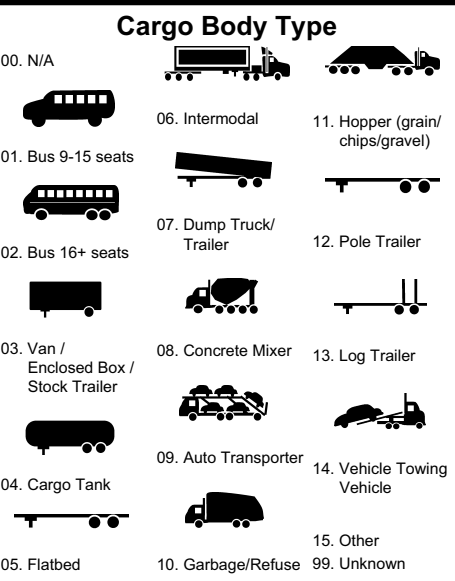 Cargo Body Type
00. N/A
01. Bus 9-15 seats
02. Bus 16+ seats
03. Van /
Enclosed Box /
Stock Trailer
04. Cargo Tank
05. Flatbed
06. Intermodal
07. Dump Truck/
Trailer
08. Concrete Mixer
09. Auto Transporter
10. Garbage/Refuse
11. Hopper (grain/
chips/gravel)
12. Pole Trailer
13. Log Trailer
14. Vehicle Towing
Vehicle
15. Other
99. Unknown